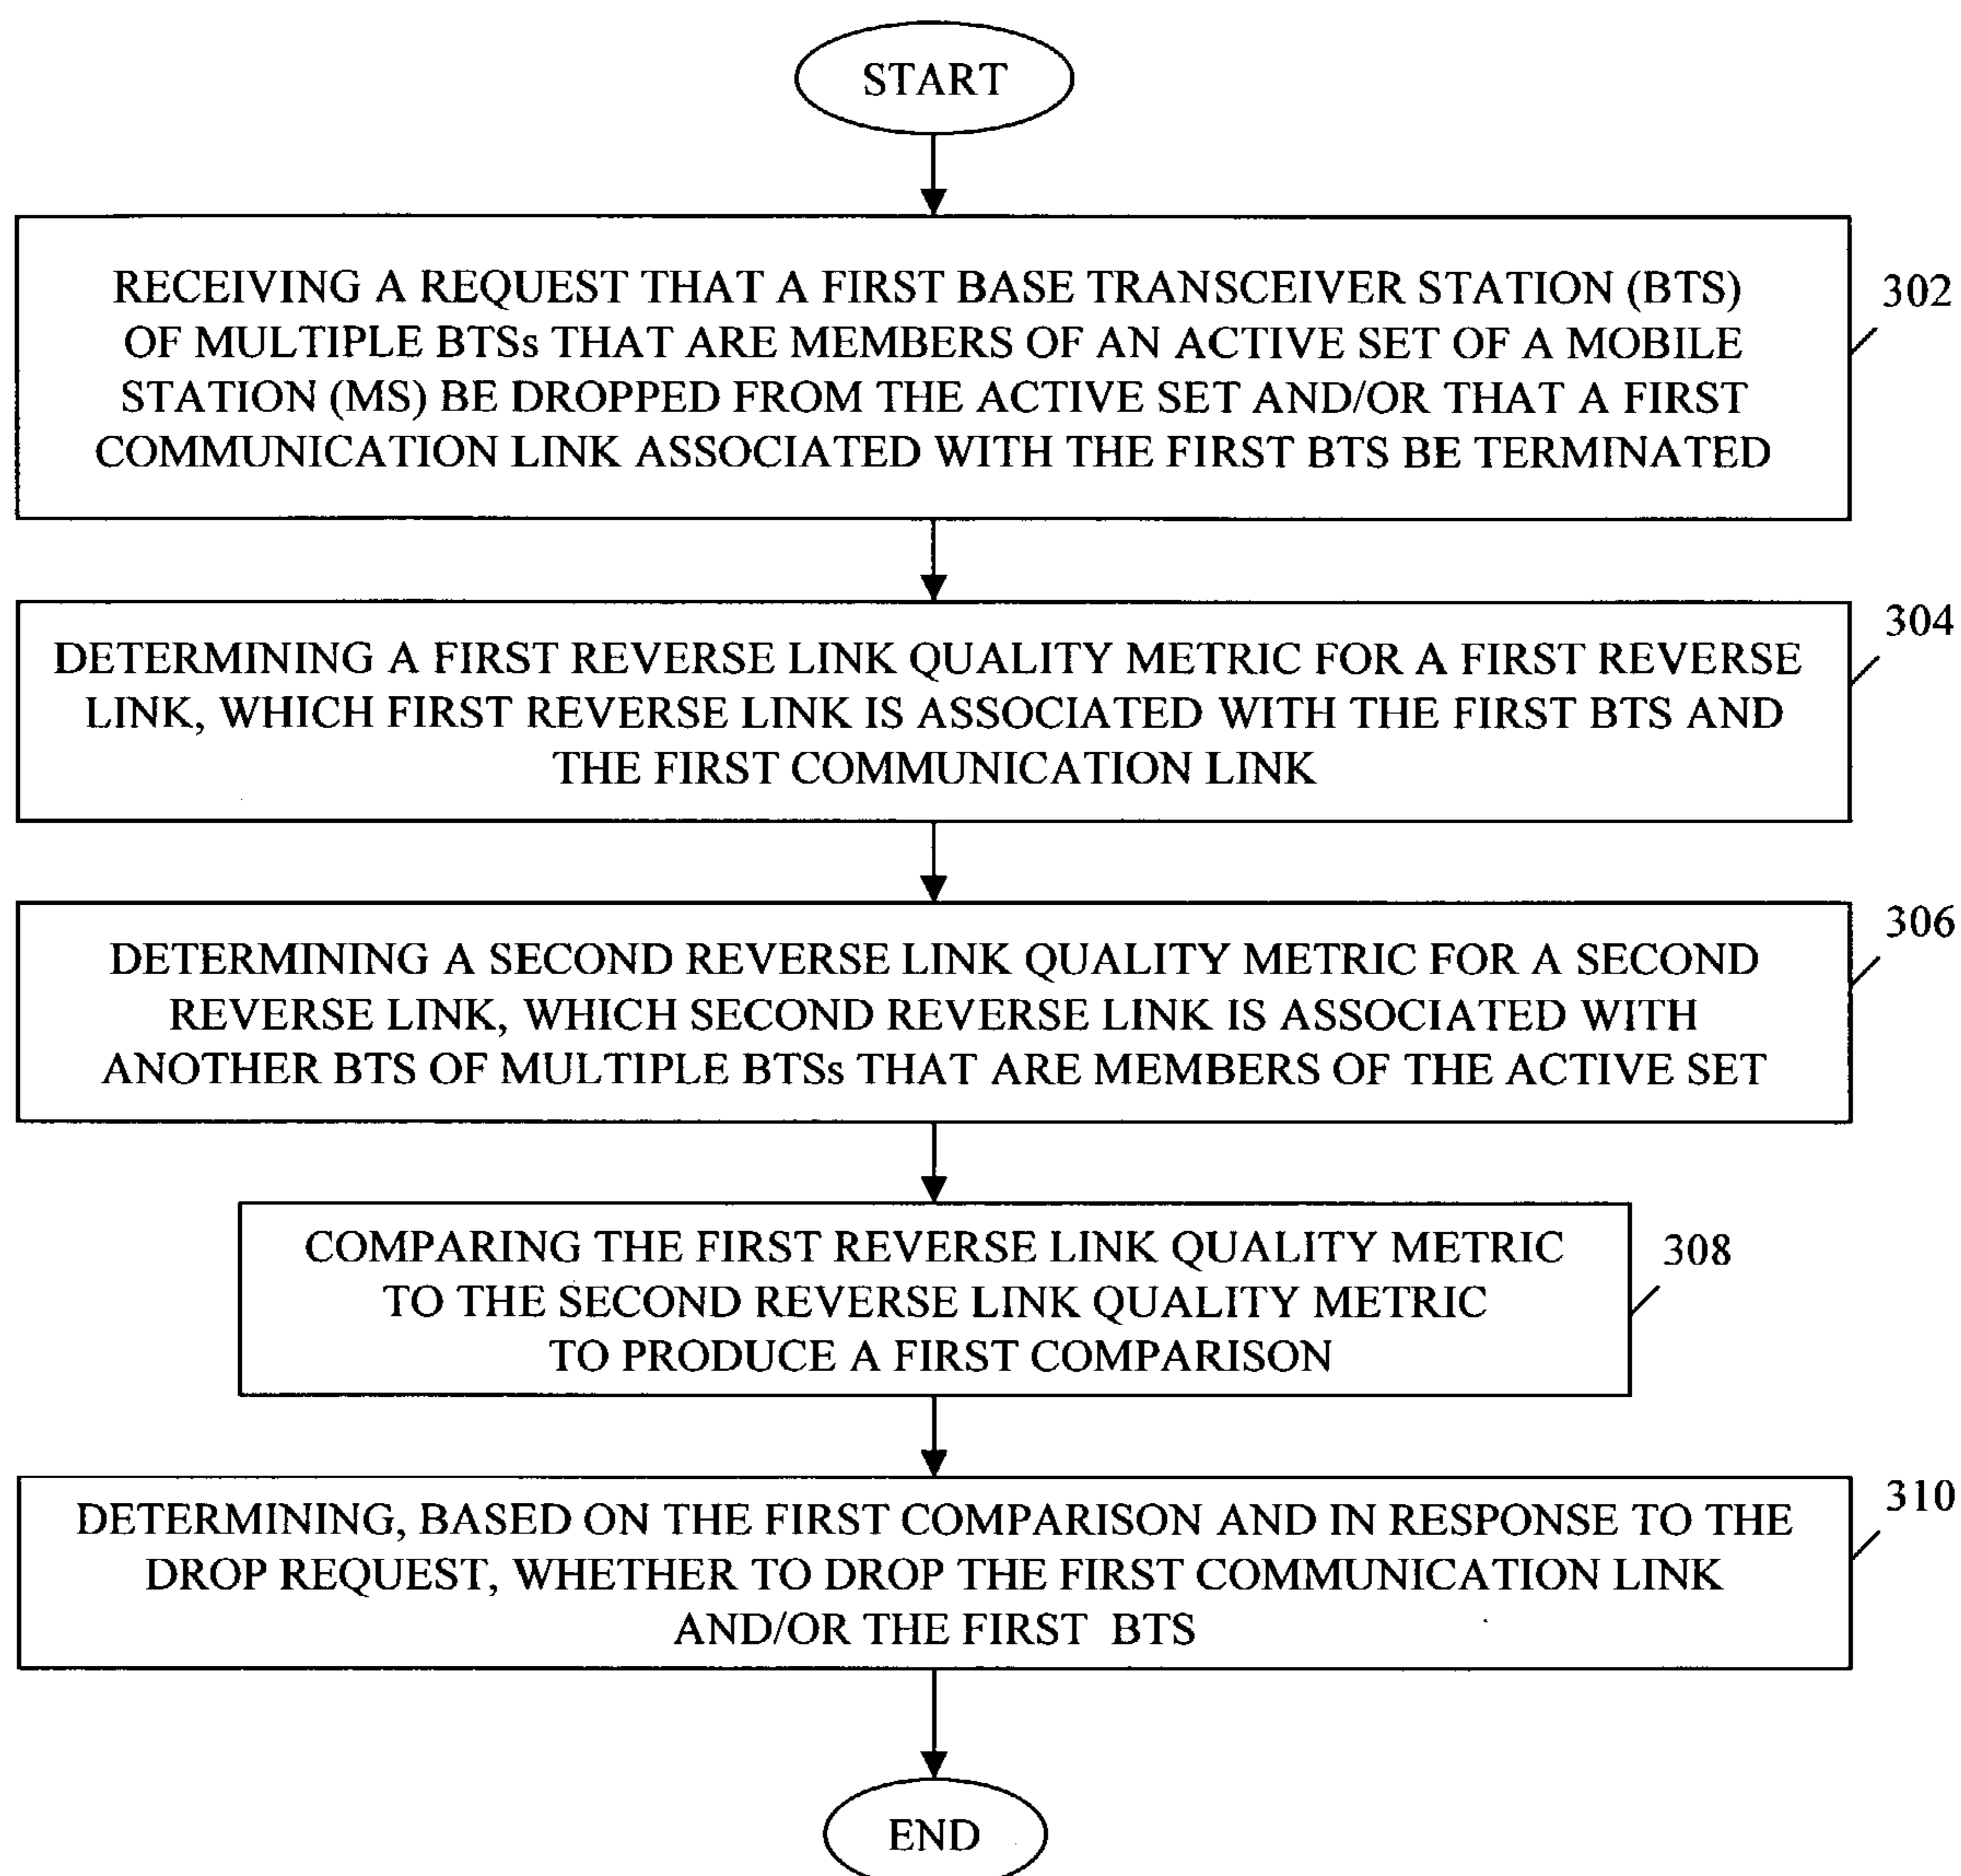 START
RECEIVING A REQUEST THAT A FIRST BASE TRANSCEIVER STATION (BTS)
OF MULTIPLE BTSs THAT ARE MEMBERS OF AN ACTIVE SET OF A MOBILE
STATION (MS) BE DROPPED FROM THE ACTIVE SET AND/OR THAT A FIRST
COMMUNICATION LINK ASSOCIATED WITH THE FIRST BTS BE TERMINATED
302
DETERMINING A FIRST REVERSE LINK QUALITY METRIC FOR A FIRST REVERSE
LINK, WHICH FIRST REVERSE LINK IS ASSOCIATED WITH THE FIRST BTS AND
THE FIRST COMMUNICATION LINK
304
DETERMINING A SECOND REVERSE LINK QUALITY METRIC FOR A SECOND
REVERSE LINK, WHICH SECOND REVERSE LINK IS ASSOCIATED WITH
ANOTHER BTS OF MULTIPLE BTSs THAT ARE MEMBERS OF THE ACTIVE SET
306
COMPARING THE FIRST REVERSE LINK QUALITY METRIC
TO THE SECOND REVERSE LINK QUALITY METRIC
TO PRODUCE A FIRST COMPARISON
308
DETERMINING, BASED ON THE FIRST COMPARISON AND IN RESPONSE TO THE
DROP REQUEST, WHETHER TO DROP THE FIRST COMMUNICATION LINK
AND/OR THE FIRST BTS
310
END